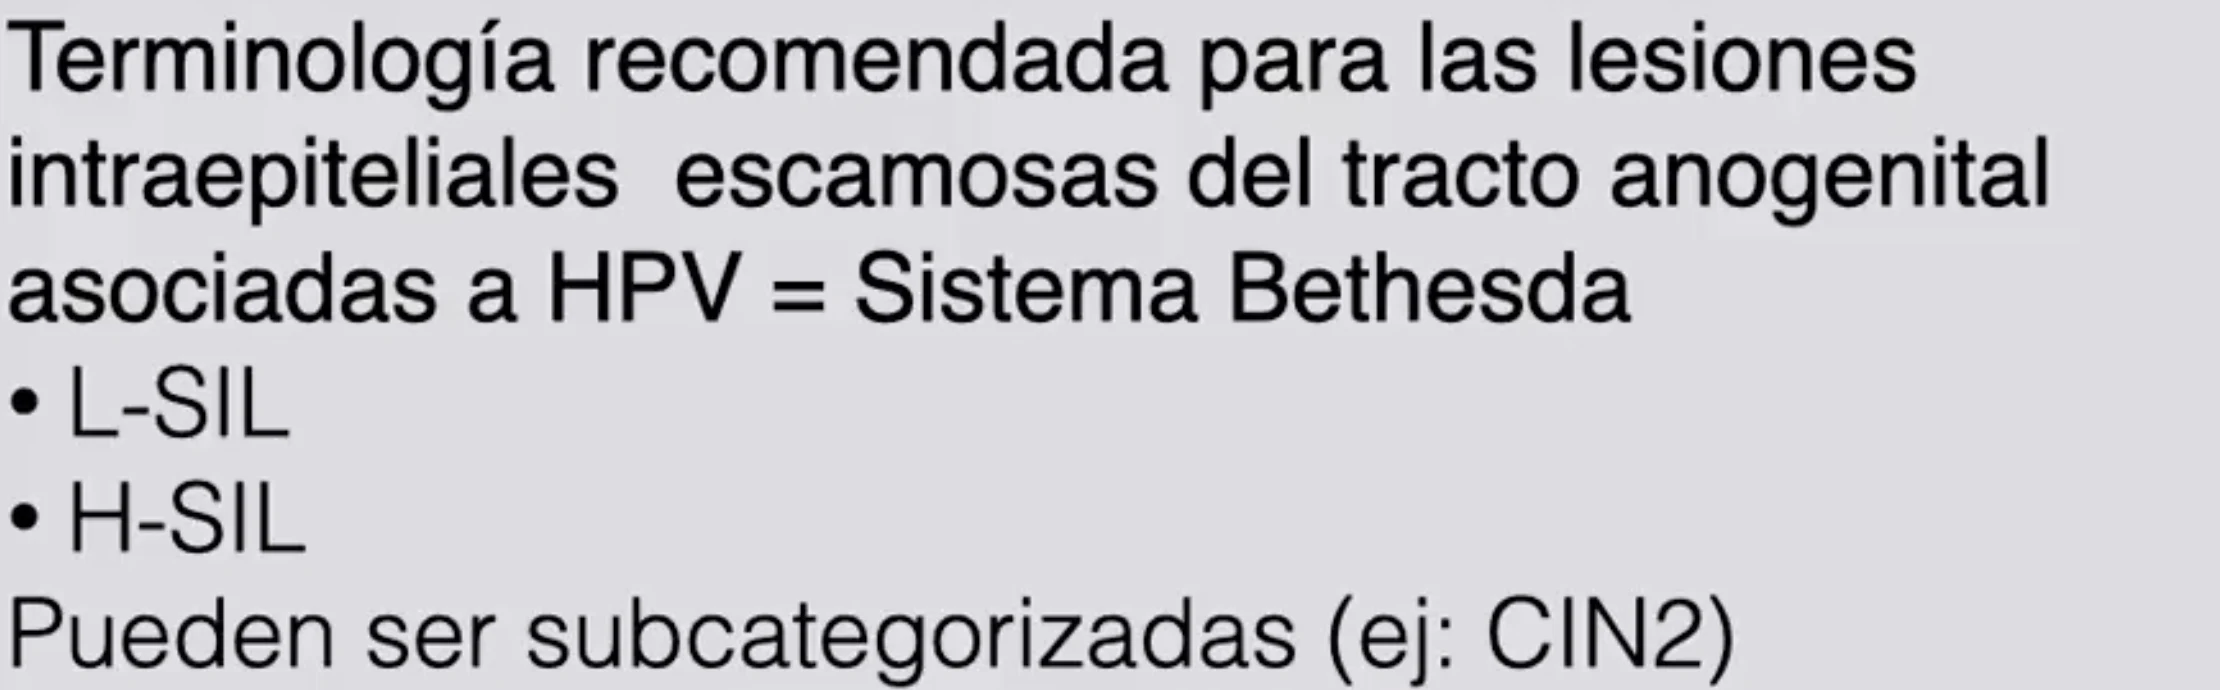 Terminología recomendada para las lesiones
intraepiteliales escamosas del tracto anogenital
asociadas a HPV = Sistema Bethesda
• L-SIL
• H-SIL
Pueden ser subcategorizadas (ej: CIN2)